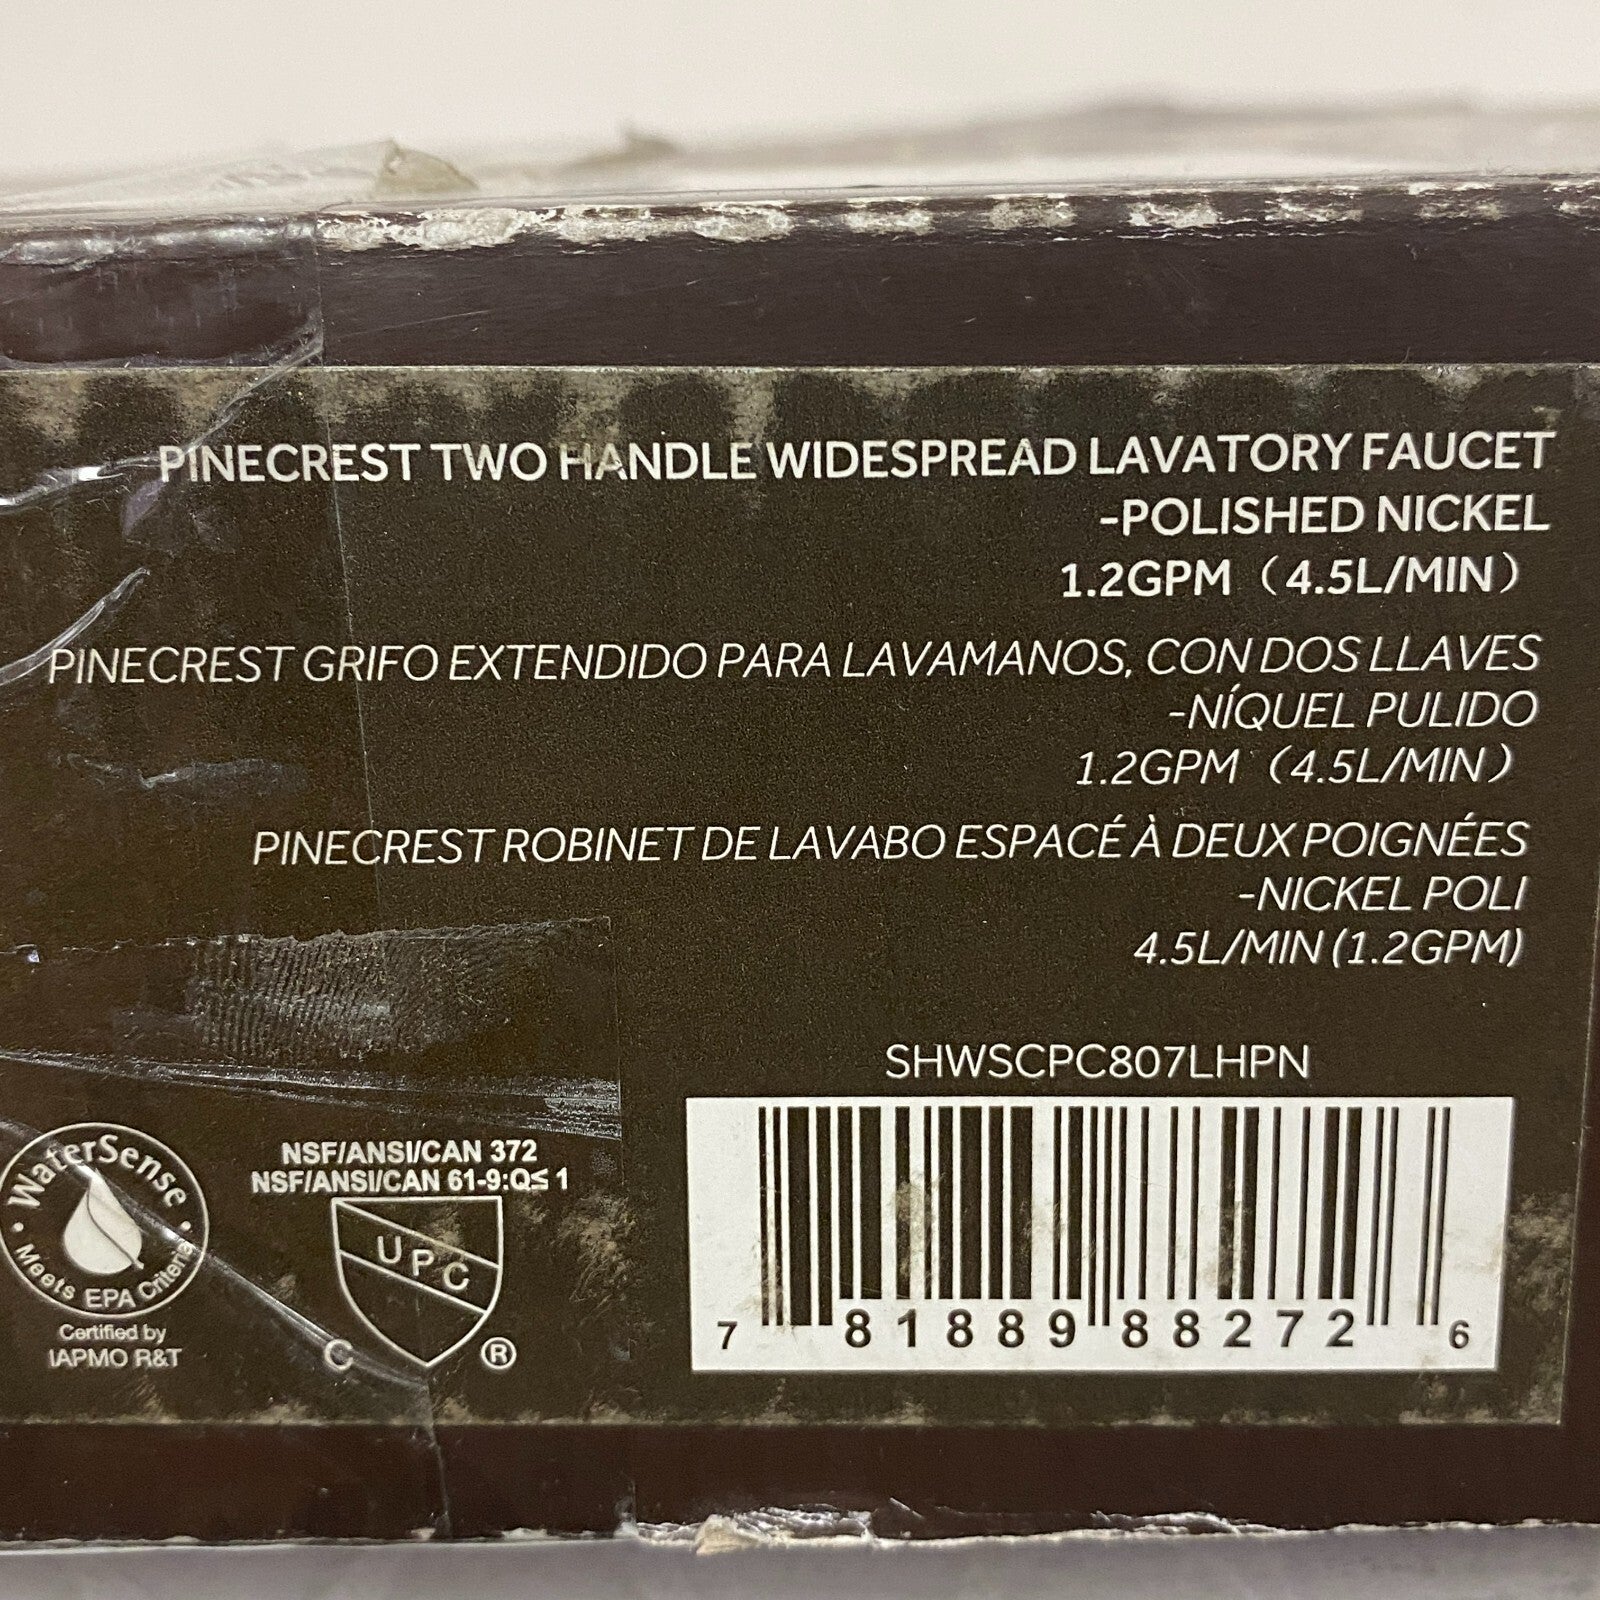 PINECREST TWO HANDLE WIDESPREAD LAVATORY FAUCET
-POLISHED NICKEL
1.2GPM（4.5L/MIN）
PINECREST GRIFO EXTENDIDO PARA LAVAMANOS, CON DOS LLAVES
-NÍQUEL PULIDO
1.2GPM（4.5L/MIN）
PINECREST ROBINET DE LAVABO ESPACÉ À DEUX POIGNÉES
-NICKEL POLI
4.5L/MIN (1.2GPM)
SHWSCPC807LHPN
7 81889 88272 6
NSF/ANSI/CAN 372
NSF/ANSI/CAN 61-9:Q≤ 1
UPC
C ®
WaterSense
Meets EPA Criteria
Certified by
IAPMO R&T